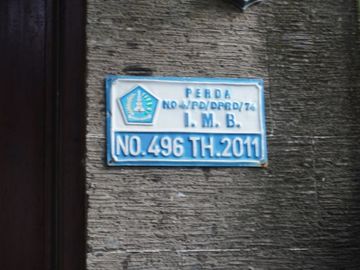 PERDA
NO 4/PD/DPRD/74
I. M. B.
NO.496 TH.2011